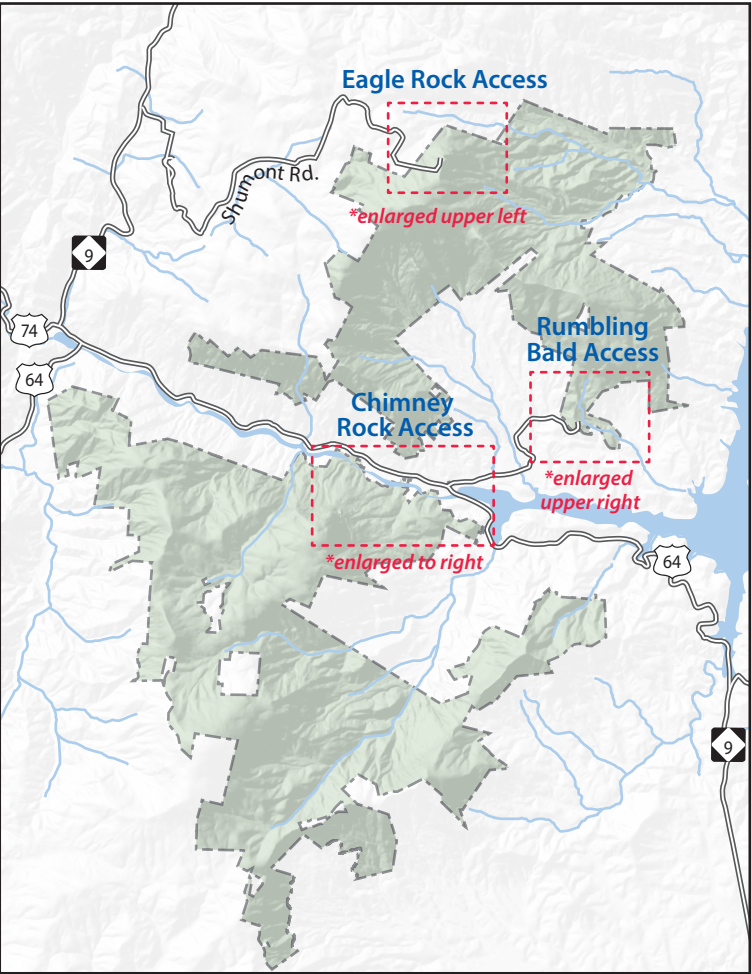 Eagle Rock Access
Shumont Rd.
*enlarged upper left
9
74
Rumbling
Bald Access
64
Chimney
Rock Access
*enlarged
upper right
*enlarged to right
64
9